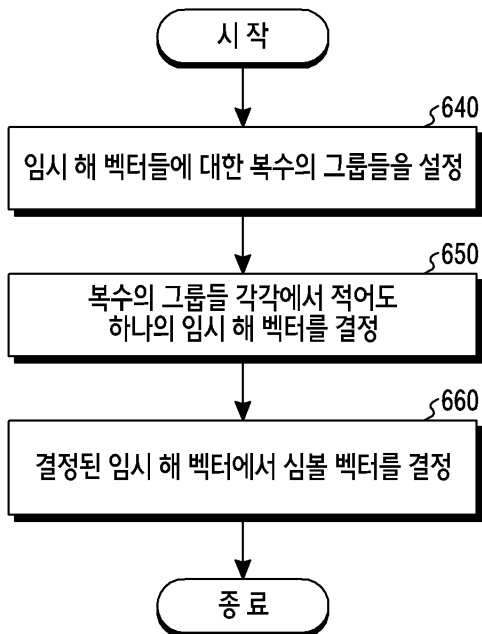 시작
640
임시 해 벡터들에 대한 복수의 그룹들을 설정
650
복수의 그룹들 각각에서 적어도
하나의 임시 해 벡터를 결정
660
결정된 임시 해 벡터에서 심볼 벡터를 결정
종료